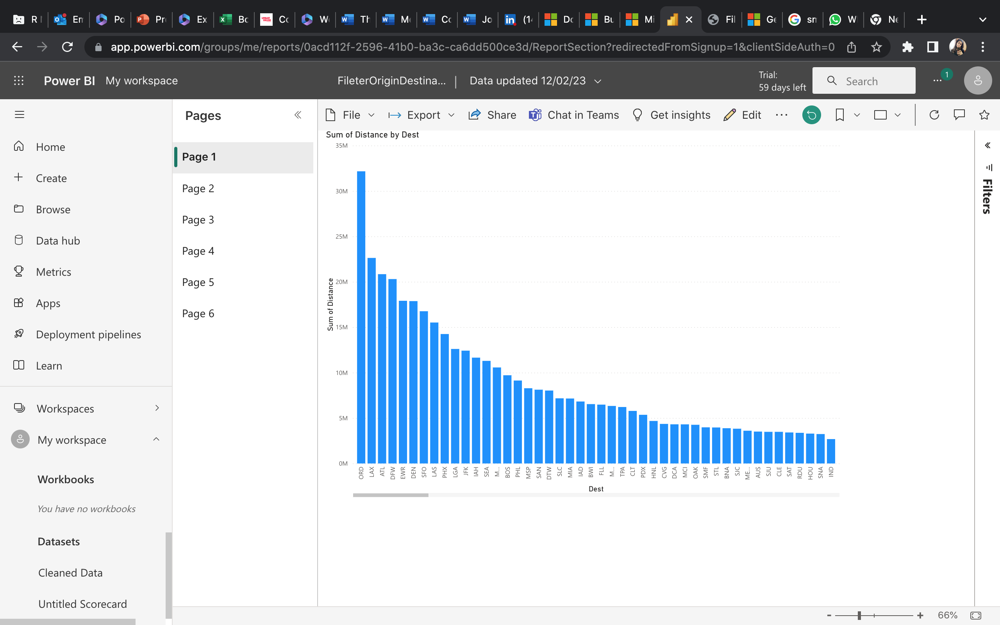 R I
Em
Po
Pr
Ex
Bo
Co
W
Th
Me
Co
Jo
(1
Do
Bu
Mi
Fil
Ge
sm
W
Ne
app.powerbi.com/groups/me/reports/0acd112f-2596-41b0-ba3c-ca6dd500ce3d/ReportSection?redirectedFromSignup=1&clientSideAuth=0
Power BI My workspace
FileterOriginDestina... | Data updated 12/02/23
Trial:
59 days left
Search
1
Home
Create
Browse
Data hub
Metrics
Apps
Deployment pipelines
Learn
Workspaces
My workspace
Workbooks
You have no workbooks
Datasets
Cleaned Data
Untitled Scorecard
Pages
Page 1
Page 2
Page 3
Page 4
Page 5
Page 6
File Export Share Chat in Teams Get insights Edit ...
Sum of Distance by Dest
35M
30M
25M
20M
15M
10M
5M
0M
Sum of Distance
ORD
LAX
ATL
DFW
EWR
DEN
SFO
LAS
PHX
LGA
JFK
IAH
SEA
M...
BOS
PHL
MSP
SAN
DTW
SLC
MIA
IAD
BWI
FLL
M...
TPA
CLT
PDX
HNL
CVG
DCA
MCI
OAK
SMF
STL
BNA
SJC
ME...
AUS
SJU
CLE
SAT
RDU
HOU
SNA
IND
Dest
Filters
- + 66%